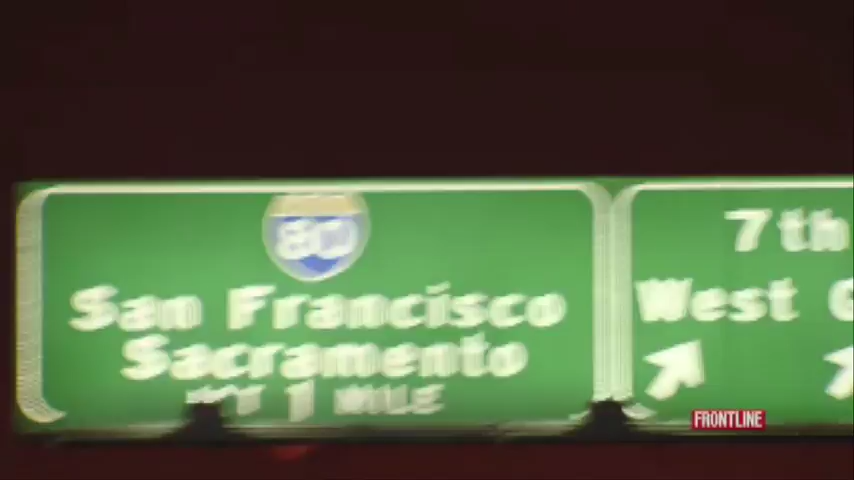 80
San Francisco
Sacramento
1 MILE
7th
West
FRONTLINE